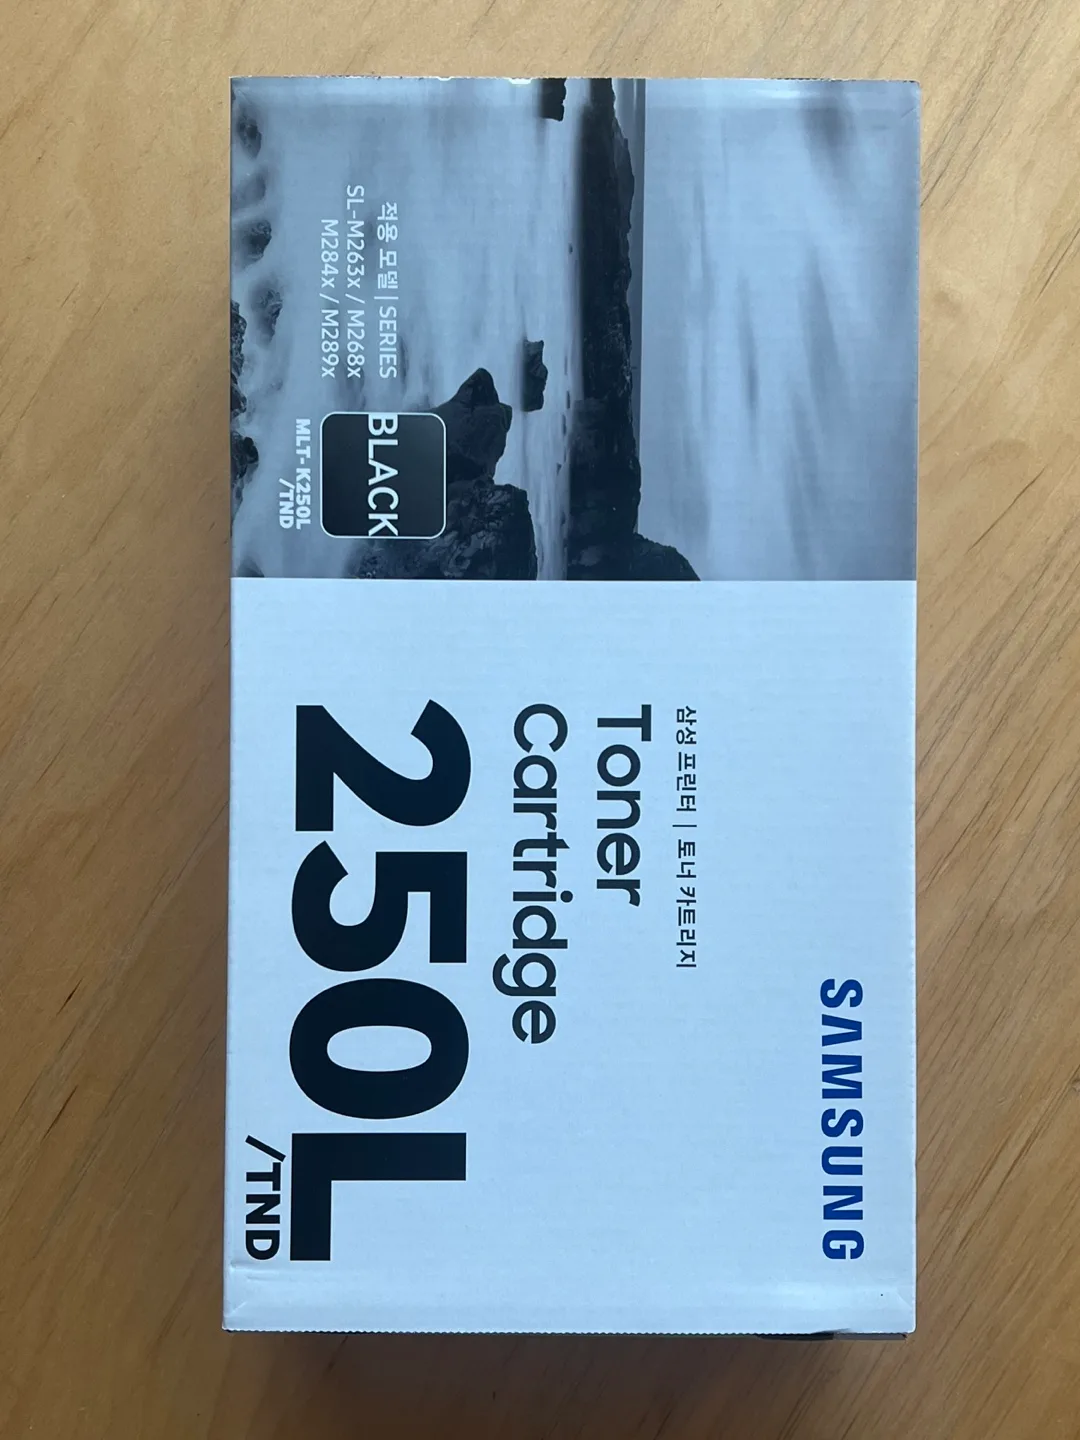 적용 모델 | SERIES
SL-M263x / M268x
M284x / M289x
BLACK
MLT-K250L
/TND
SAMSUNG
삼성 프린터 | 토너 카트리지
Toner
Cartridge
250L
/TND